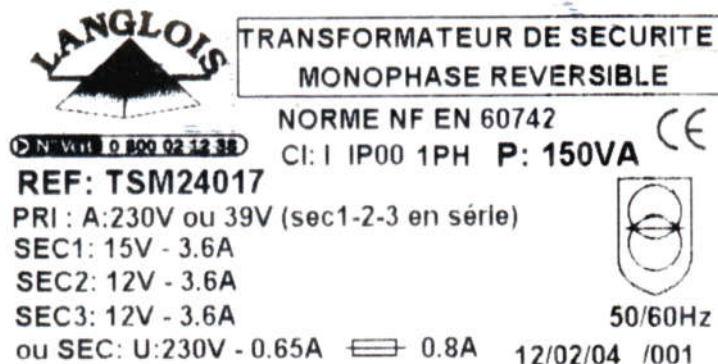 LANGLOIS
TRANSFORMATEUR DE SECURITE
MONOPHASE REVERSIBLE
NORME NF EN 60742
CE
N°Vert 0 800 02 12 38
CI: I IP00 1PH P: 150VA
REF: TSM24017
PRI : A:230V ou 39V (sec1-2-3 en série)
SEC1: 15V - 3.6A
SEC2: 12V - 3.6A
SEC3: 12V - 3.6A
50/60Hz
ou SEC: U:230V - 0.65A 0.8A 12/02/04 /001